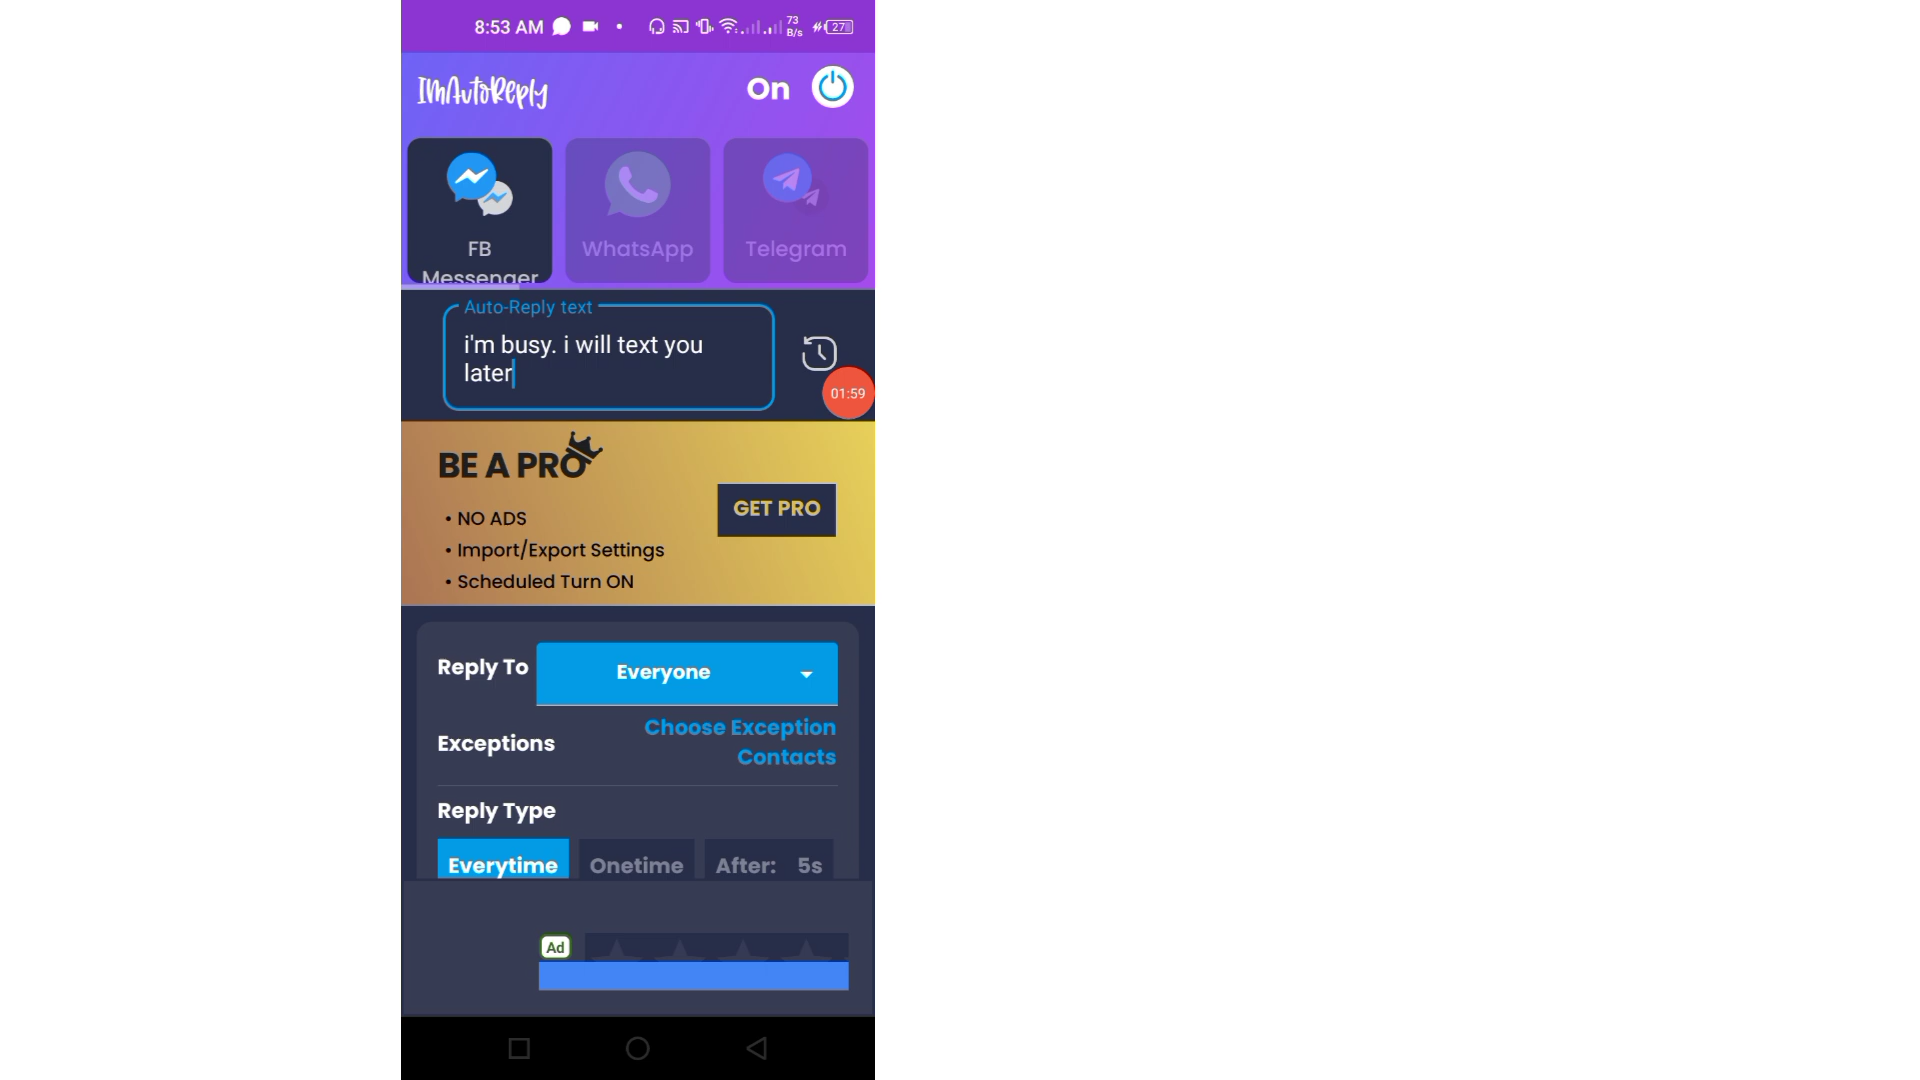 8:53 AM
73
B/s
27
IMAutoReply
On
FB
Messenger
WhatsApp
Telegram
Auto-Reply text
i'm busy. i will text you
later
01:59
BE A PRO
• NO ADS
• Import/Export Settings
• Scheduled Turn ON
GET PRO
Reply To
Everyone
Exceptions
Choose Exception
Contacts
Reply Type
Everytime
Onetime
After: 5s
Ad